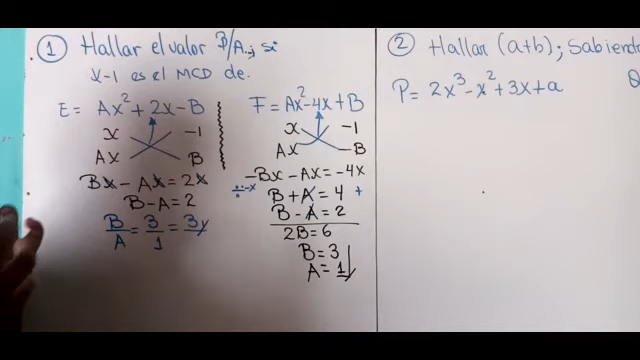 ① Hallar el valor B/A.; si
x-1 es el MCD de.
E = Ax² + 2x - B
x -1
Ax B
Bx - Ax = 2x
B - A = 2
B/A = 3/1 = 3
F = Ax² - 4x + B
x -1
Ax -B
-Bx - Ax = -4x
÷-x B + A = 4 +
B - A = 2
2B = 6
B = 3
A = 1
② Hallar (a+b); Sabiendo
P = 2x³ - x² + 3x + a
Q